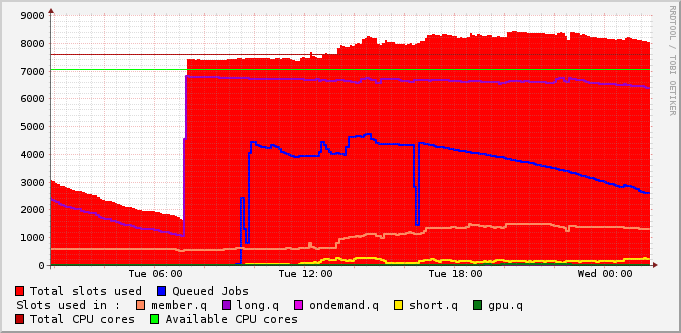 9000
8000
7000
6000
5000
4000
3000
2000
1000
0
Tue 06:00 Tue 12:00 Tue 18:00 Wed 00:00
RRDTOOL / TOBI OETIKER
Total slots used Queued Jobs
Slots used in : member.q long.q ondemand.q short.q gpu.q
Total CPU cores Available CPU cores